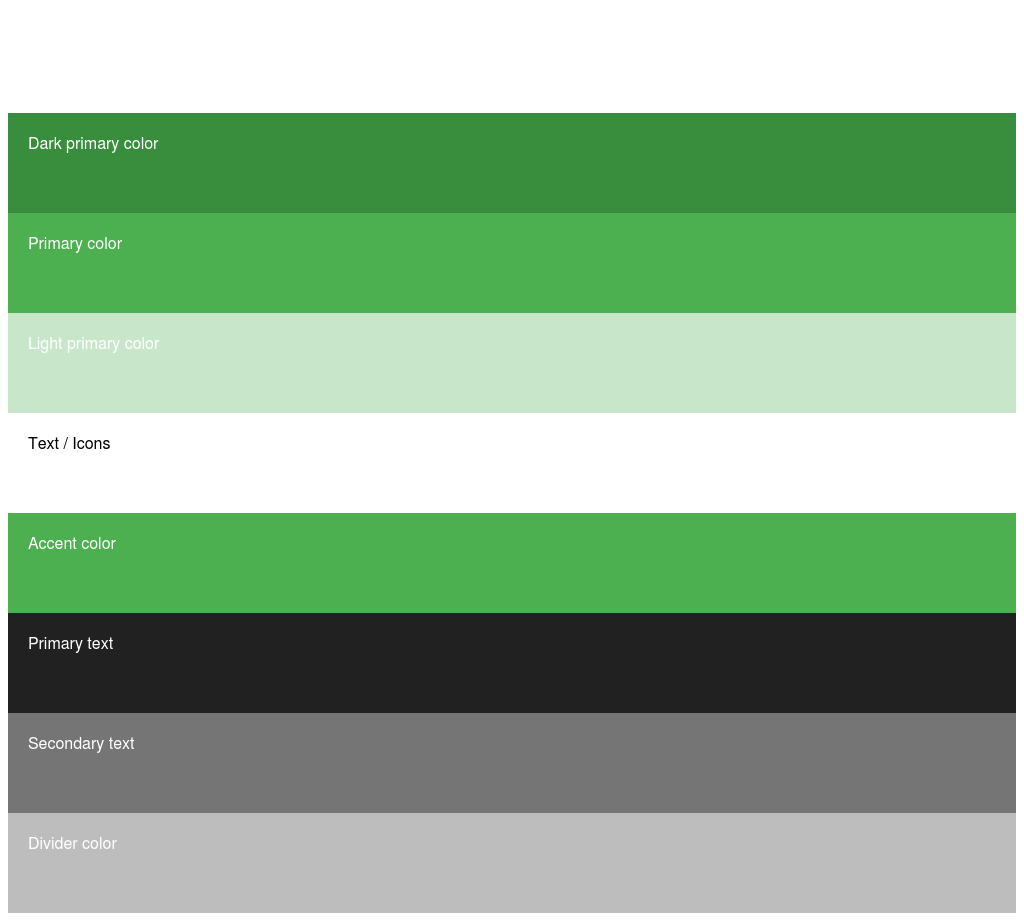 Dark primary color
Primary color
Light primary color
Text / Icons
Accent color
Primary text
Secondary text
Divider color